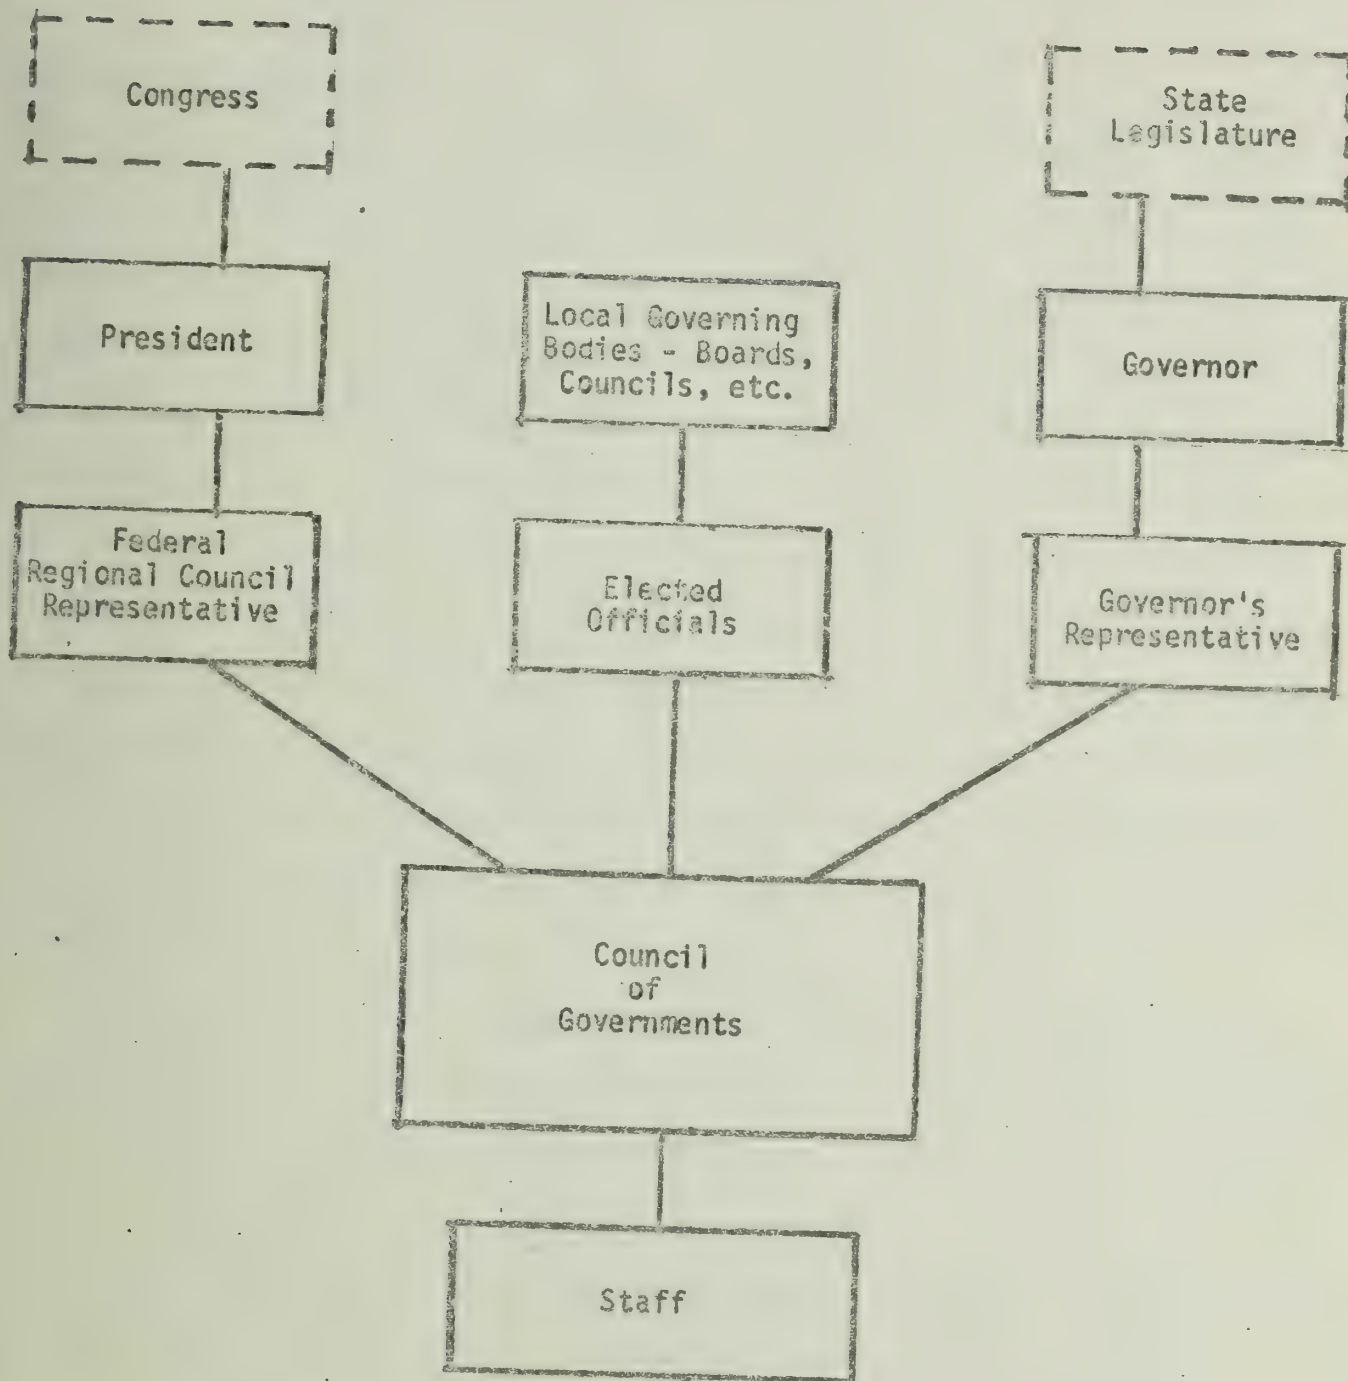 Congress
State
Legislature
President
Local Governing
Bodies - Boards,
Councils, etc.
Governor
Federal
Regional Council
Representative
Elected
Officials
Governor's
Representative
Council
of
Governments
Staff